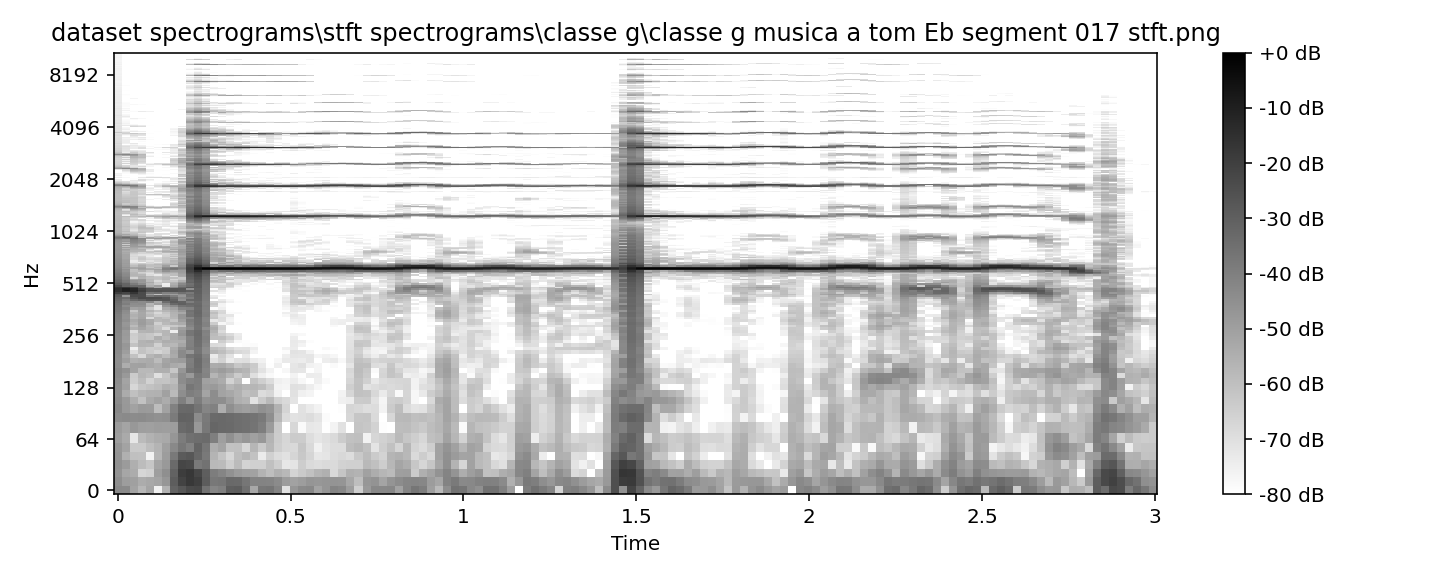 dataset spectrograms\stft spectrograms\classe g\classe g musica a tom Eb segment 017 stft.png
8192
4096
2048
1024
512
256
128
64
0
Hz
0
0.5
1
1.5
2
2.5
3
Time
+0 dB
-10 dB
-20 dB
-30 dB
-40 dB
-50 dB
-60 dB
-70 dB
-80 dB